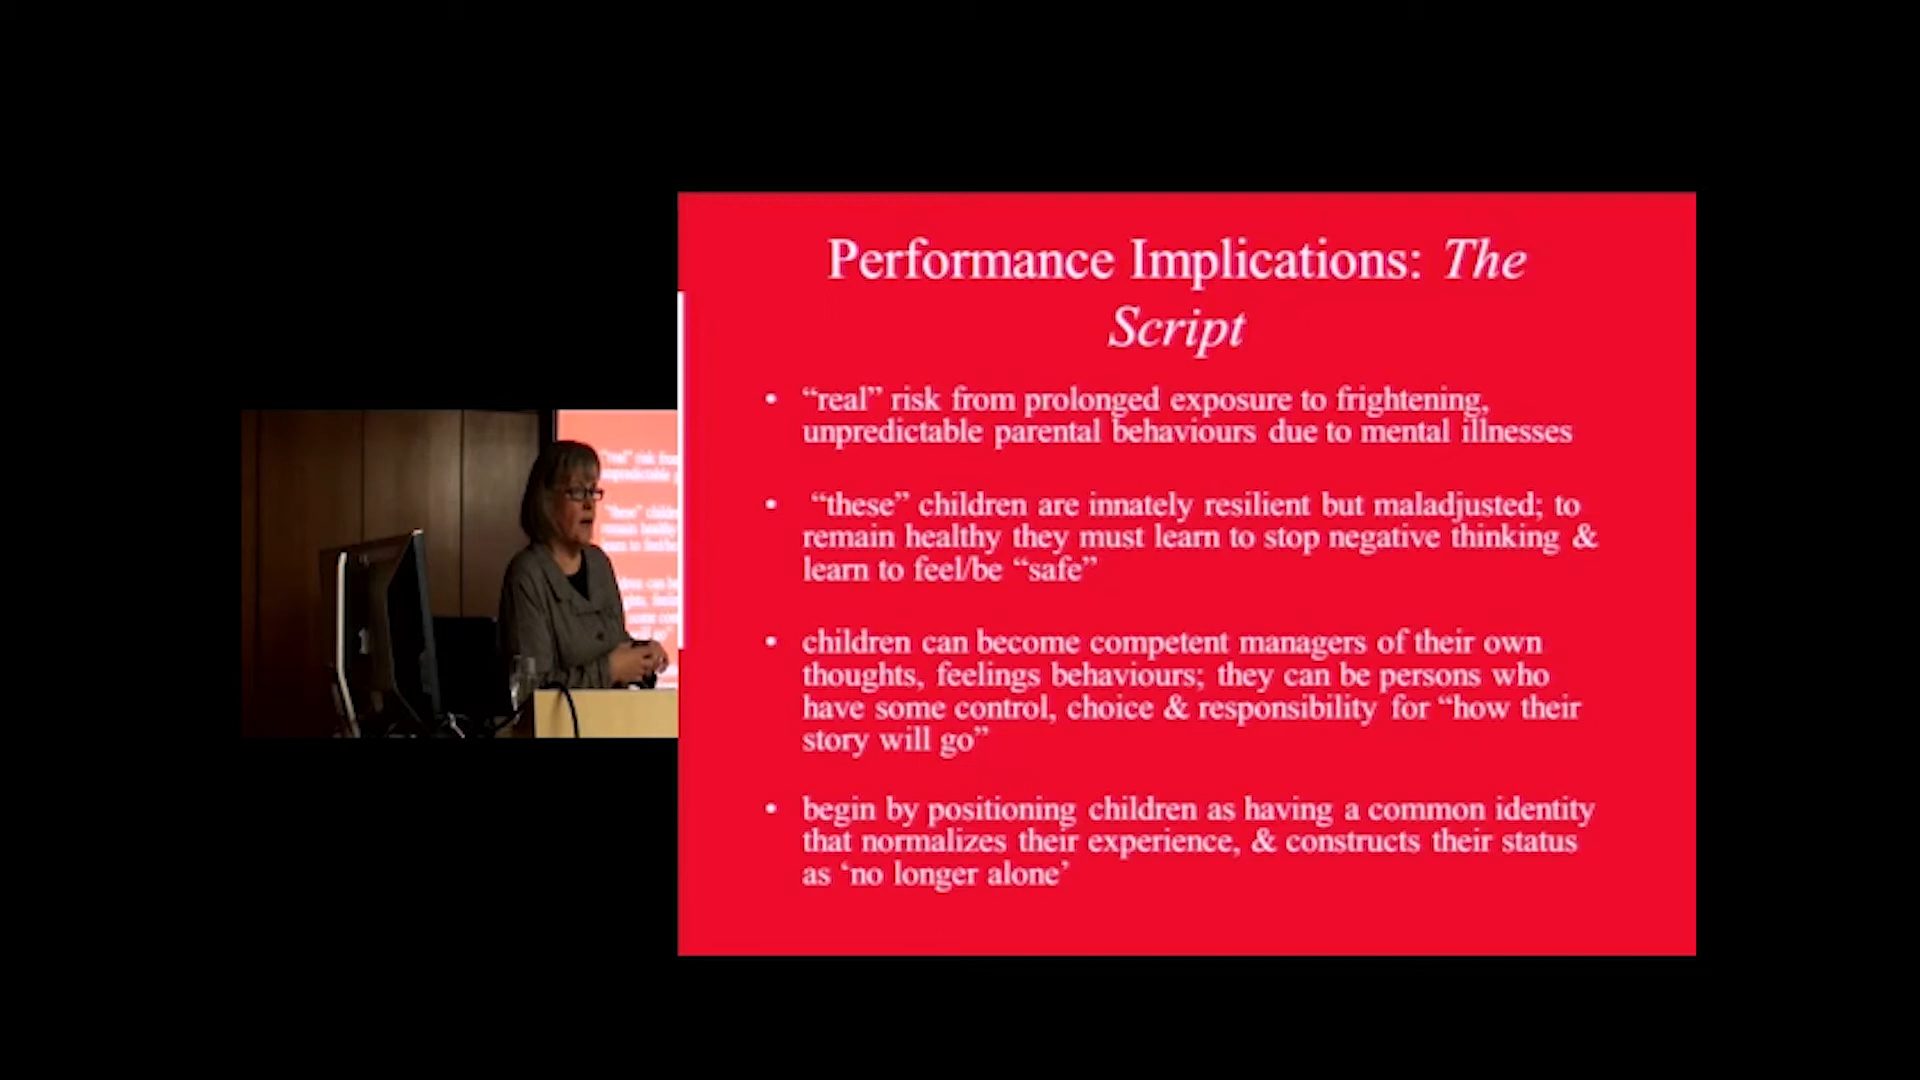 Performance Implications: The
Script
• “real” risk from prolonged exposure to frightening,
unpredictable parental behaviours due to mental illnesses
• “these” children are innately resilient but maladjusted; to
remain healthy they must learn to stop negative thinking &
learn to feel/be “safe”
• children can become competent managers of their own
thoughts, feelings behaviours; they can be persons who
have some control, choice & responsibility for “how their
story will go”
• begin by positioning children as having a common identity
that normalizes their experience, & constructs their status
as ‘no longer alone’